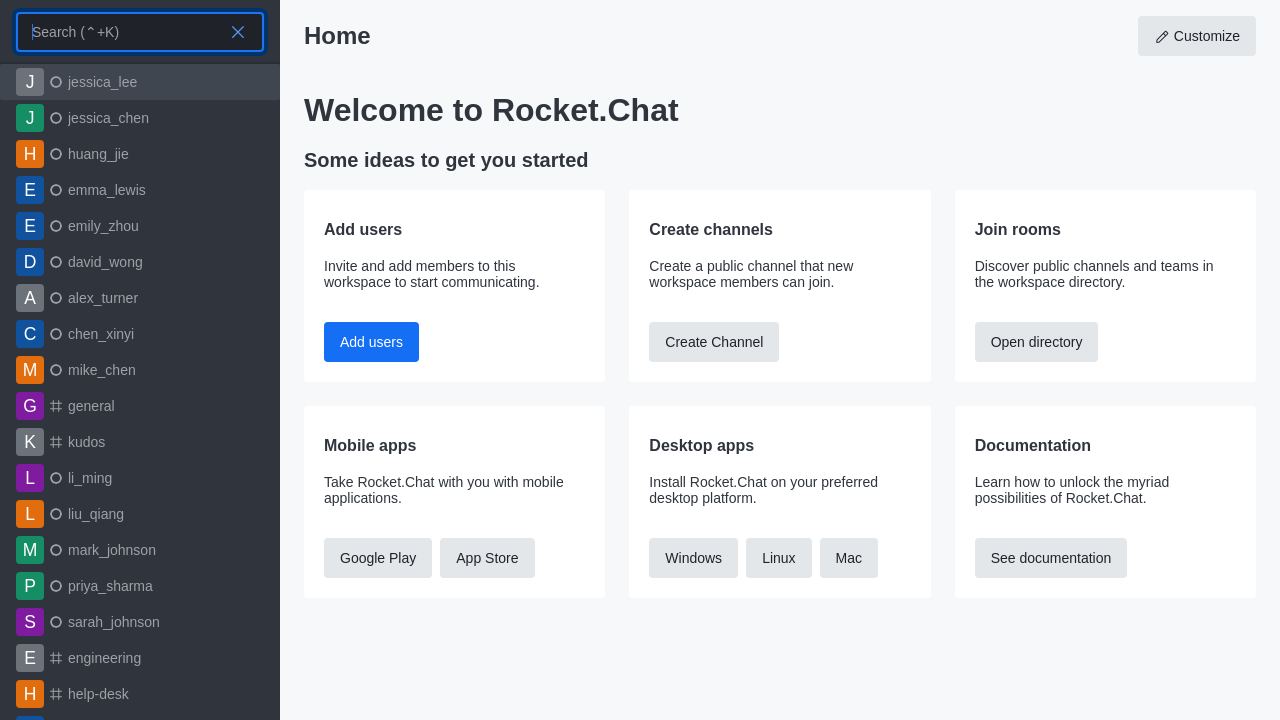 Search (⌃+K)
J jessica_lee
J jessica_chen
H huang_jie
E emma_lewis
E emily_zhou
D david_wong
A alex_turner
C chen_xinyi
M mike_chen
G general
K kudos
L li_ming
L liu_qiang
M mark_johnson
P priya_sharma
S sarah_johnson
E engineering
H help-desk
Home
Customize
Welcome to Rocket.Chat
Some ideas to get you started
Add users
Invite and add members to this
workspace to start communicating.
Add users
Create channels
Create a public channel that new
workspace members can join.
Create Channel
Join rooms
Discover public channels and teams in
the workspace directory.
Open directory
Mobile apps
Take Rocket.Chat with you with mobile
applications.
Google Play App Store
Desktop apps
Install Rocket.Chat on your preferred
desktop platform.
Windows Linux Mac
Documentation
Learn how to unlock the myriad
possibilities of Rocket.Chat.
See documentation